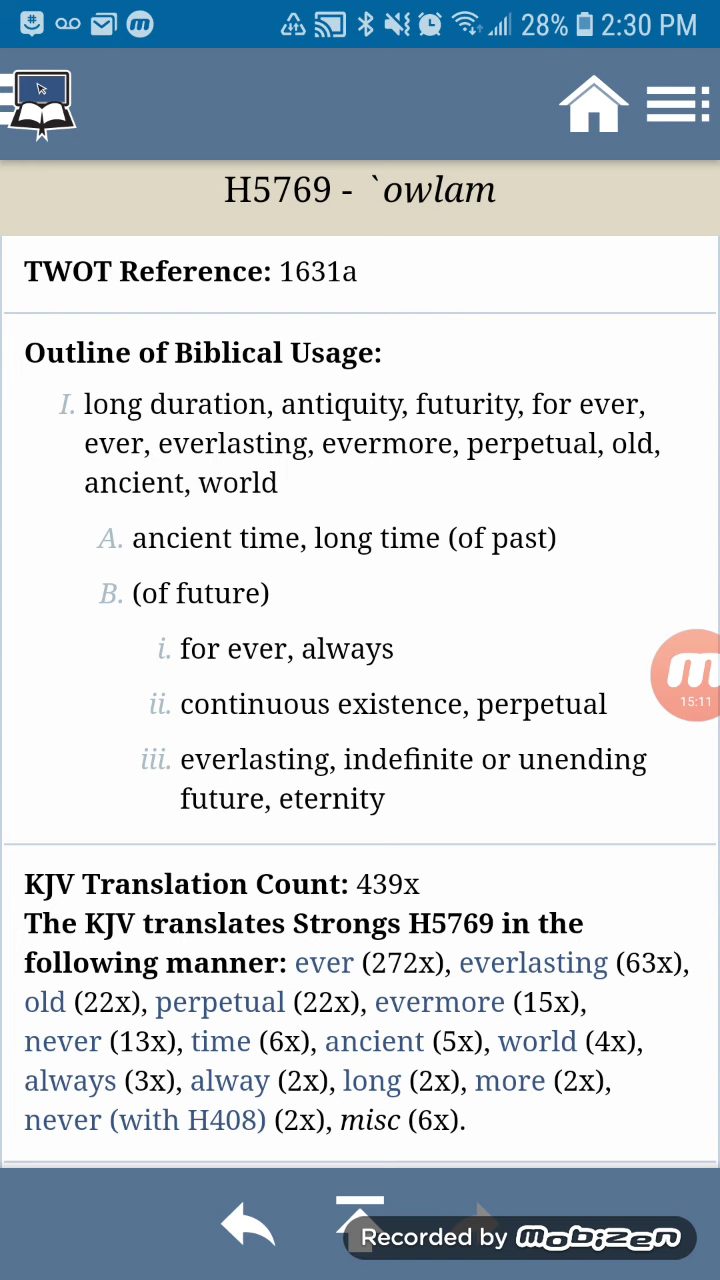 28% 2:30 PM
H5769 - `owlam
TWOT Reference: 1631a
Outline of Biblical Usage:
I. long duration, antiquity, futurity, for ever,
ever, everlasting, evermore, perpetual, old,
ancient, world
A. ancient time, long time (of past)
B. (of future)
i. for ever, always
ii. continuous existence, perpetual
15:11
iii. everlasting, indefinite or unending
future, eternity
KJV Translation Count: 439x
The KJV translates Strongs H5769 in the
following manner: ever (272x), everlasting (63x),
old (22x), perpetual (22x), evermore (15x),
never (13x), time (6x), ancient (5x), world (4x),
always (3x), alway (2x), long (2x), more (2x),
never (with H408) (2x), misc (6x).
Recorded by mobizen